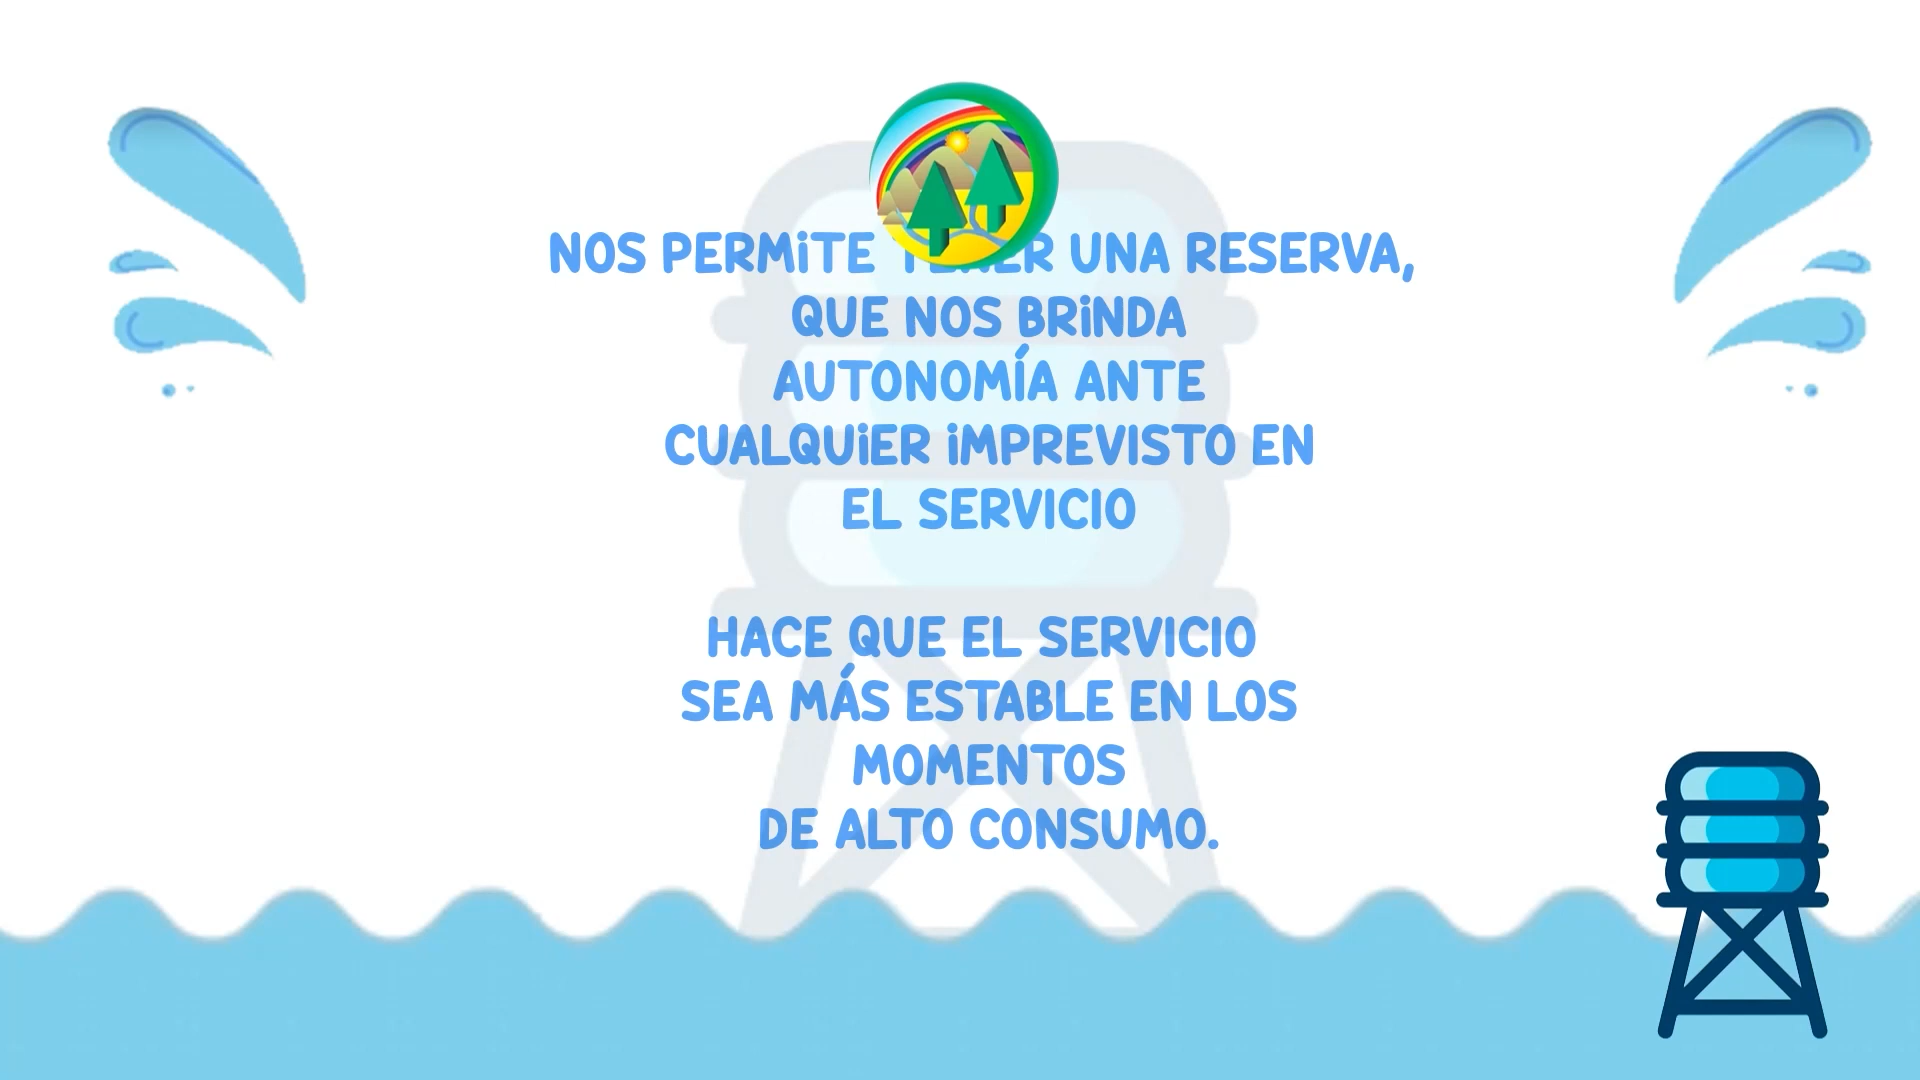 NOS PERMITE TENER UNA RESERVA,
QUE NOS BRINDA
AUTONOMÍA ANTE
CUALQUIER IMPREVISTO EN
EL SERVICIO
HACE QUE EL SERVICIO
SEA MÁS ESTABLE EN LOS
MOMENTOS
DE ALTO CONSUMO.